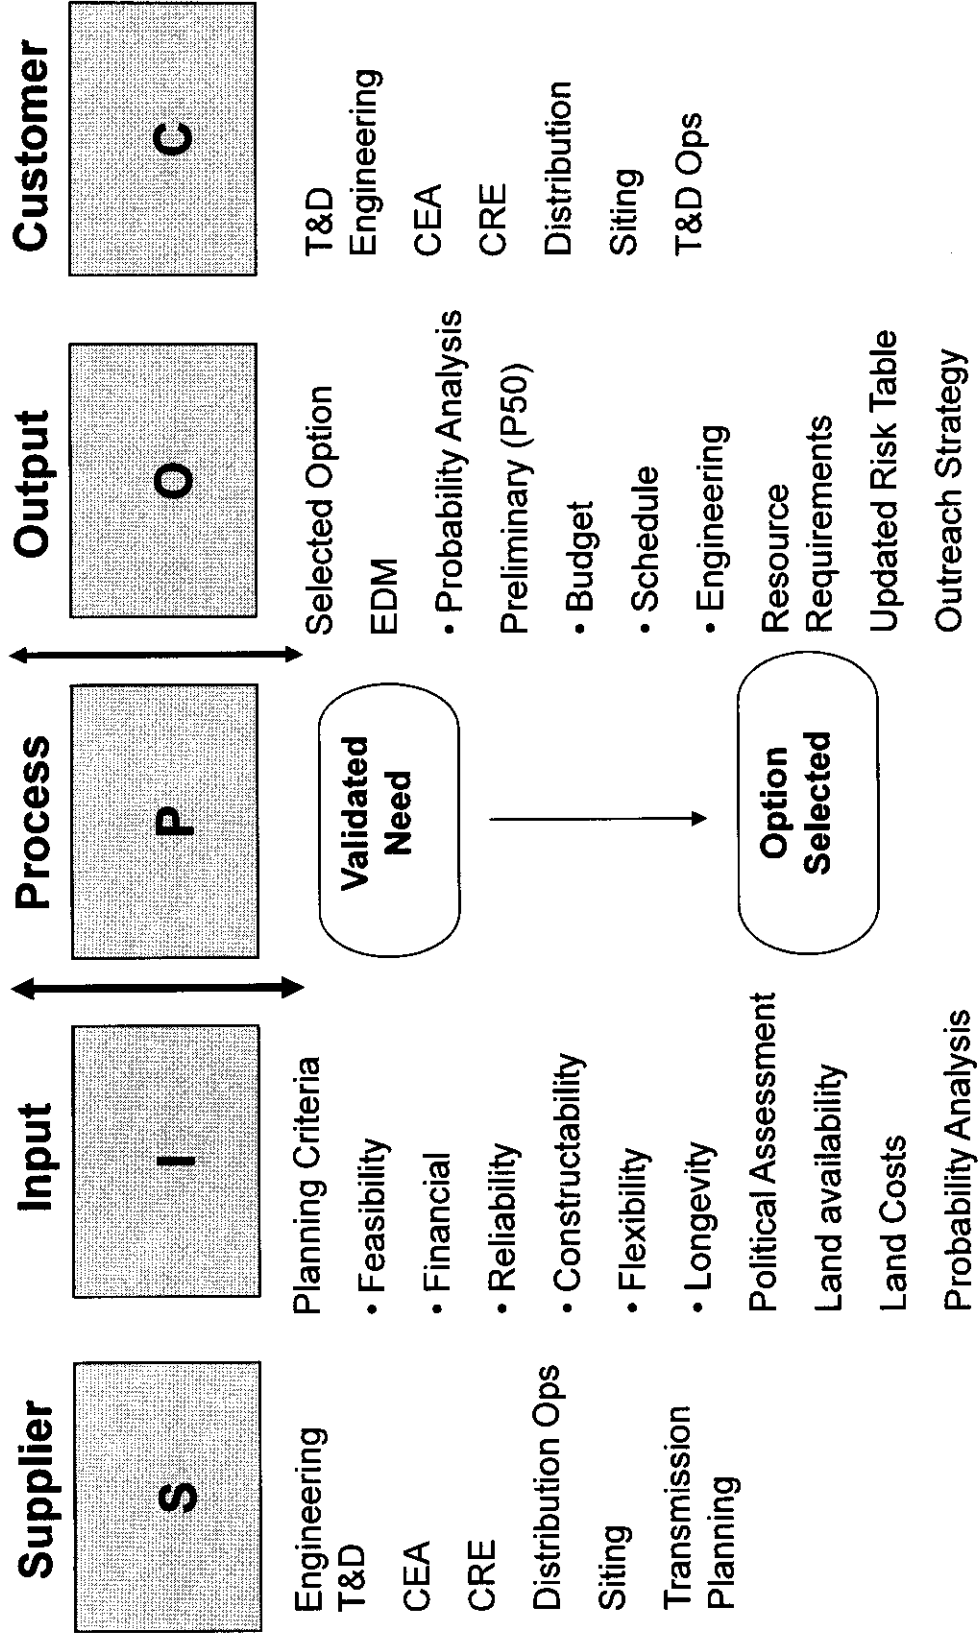 Supplier
S
Engineering
T&D
CEA
CRE
Distribution Ops
Siting
Transmission
Planning
Input
I
Planning Criteria
• Feasibility
• Financial
• Reliability
• Constructability
• Flexibility
• Longevity
Political Assessment
Land availability
Land Costs
Probability Analysis
Process
P
Validated
Need
Option
Selected
Output
O
Selected Option
EDM
• Probability Analysis
Preliminary (P50)
• Budget
• Schedule
• Engineering
Resource
Requirements
Updated Risk Table
Outreach Strategy
Customer
C
T&D
Engineering
CEA
CRE
Distribution
Siting
T&D Ops